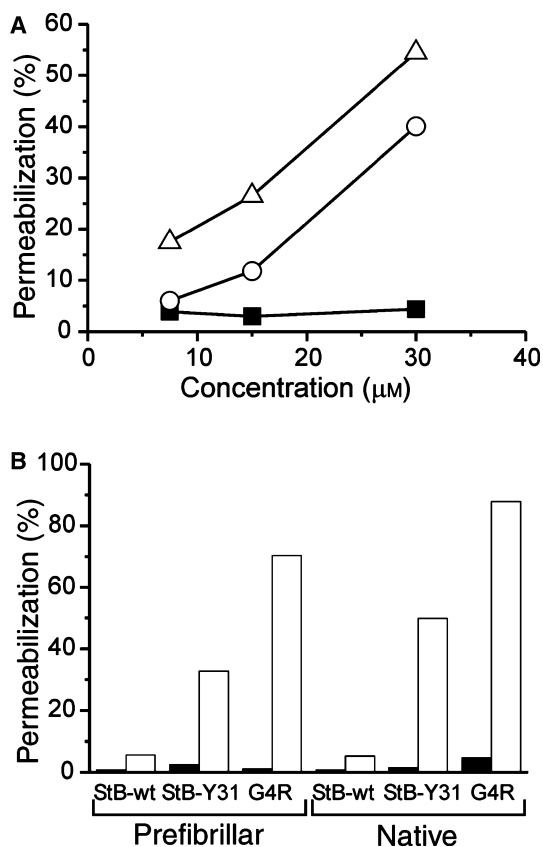 A
Permeabilization (%)
60
50
40
30
20
10
0
0 10 20 30 40
Concentration (μM)
B
Permeabilization (%)
100
80
60
40
20
0
StB-wt StB-Y31 G4R StB-wt StB-Y31 G4R
Prefibrillar Native